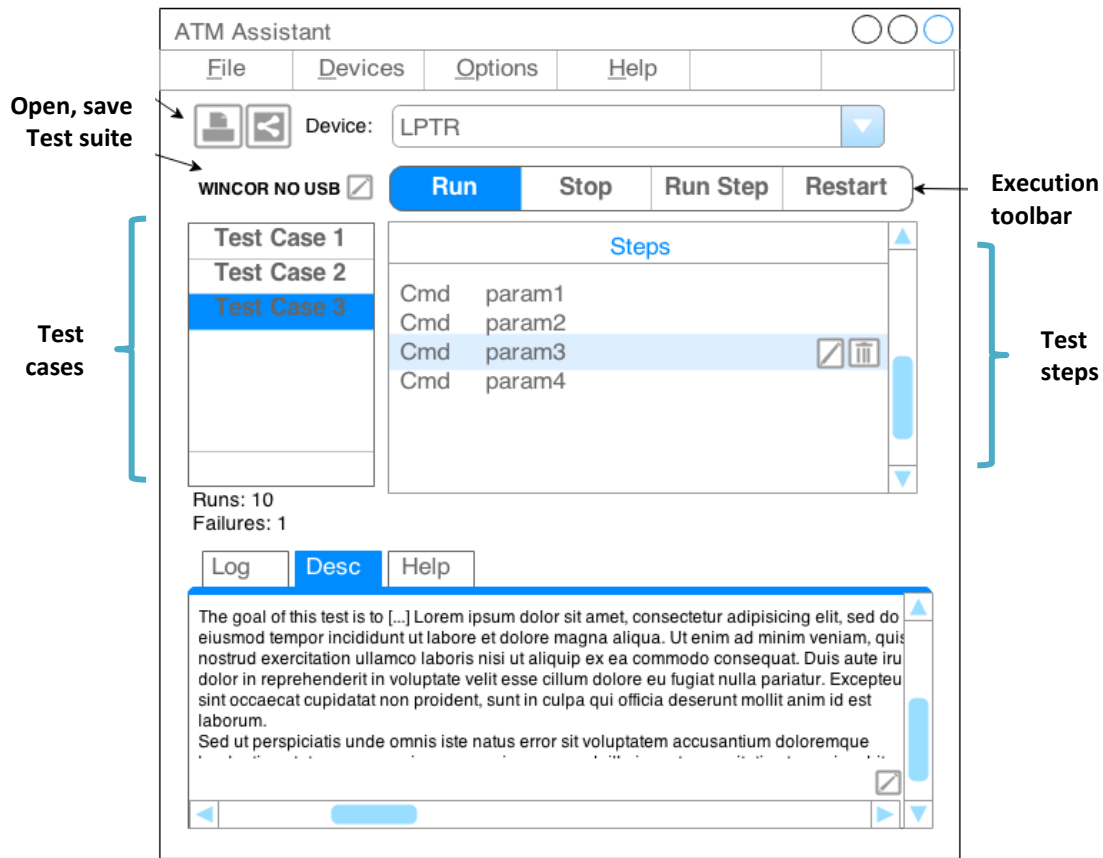 ATM Assistant
File Devices Options Help
Open, save
Test suite
Device: LPTR
WINCOR NO USB
Run Stop Run Step Restart
Execution
toolbar
Test Case 1
Test Case 2
Test Case 3
Test
cases
Steps
Cmd param1
Cmd param2
Cmd param3
Cmd param4
Test
steps
Runs: 10
Failures: 1
Log Desc Help
The goal of this test is to [...] Lorem ipsum dolor sit amet, consectetur adipisicing elit, sed do
eiusmod tempor incididunt ut labore et dolore magna aliqua. Ut enim ad minim veniam, quis
nostrud exercitation ullamco laboris nisi ut aliquip ex ea commodo consequat. Duis aute iru
dolor in reprehenderit in voluptate velit esse cillum dolore eu fugiat nulla pariatur. Excepteu
sint occaecat cupidatat non proident, sunt in culpa qui officia deserunt mollit anim id est
laborum.
Sed ut perspiciatis unde omnis iste natus error sit voluptatem accusantium doloremque